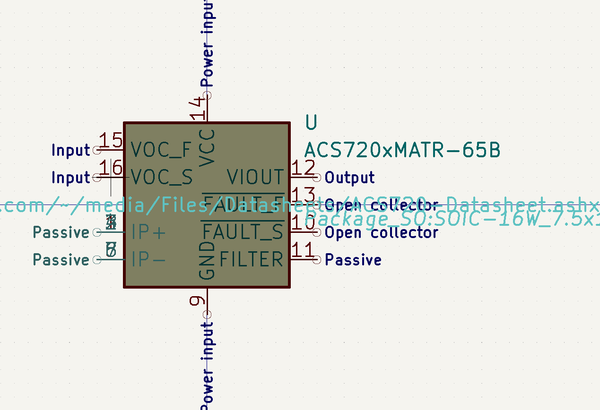 Power input
14
U
ACS720xMATR-65B
Input 15 VOC_F VCC
Input 16 VOC_S VIOUT 12 Output
13 Open collector
.com/-/media/Files/Datasheets/ACS720-Datasheet.ashx
Package_SO:SOIC-16W_7.5x1
Passive IP+ FAULT_S 10 Open collector
Passive IP- GND FILTER 11 Passive
9
Power input